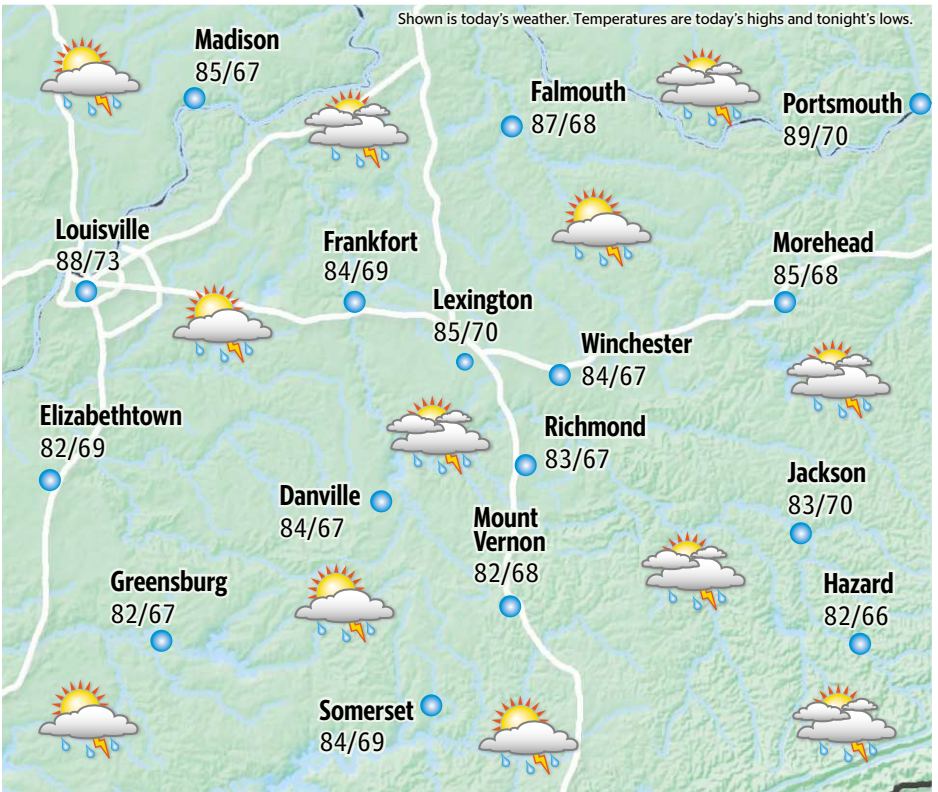 Shown is today's weather. Temperatures are today's highs and tonight's lows.
Madison
85/67
Falmouth
87/68
Portsmouth
89/70
Louisville
88/73
Frankfort
84/69
Morehead
85/68
Lexington
85/70
Winchester
84/67
Elizabethtown
82/69
Richmond
83/67
Jackson
83/70
Danville
84/67
Mount
Vernon
82/68
Greensburg
82/67
Hazard
82/66
Somerset
84/69